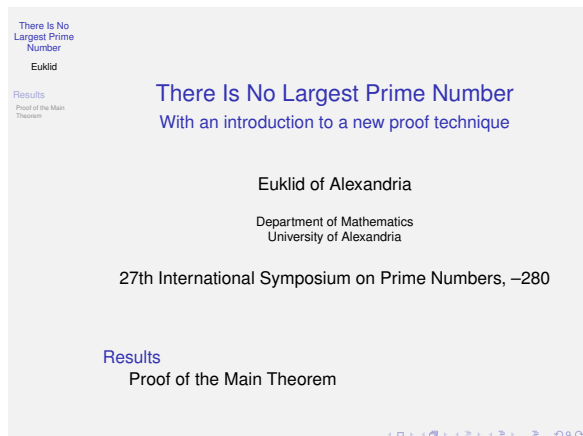 There Is No
Largest Prime
Number
Euklid
Results
Proof of the Main
Theorem
There Is No Largest Prime Number
With an introduction to a new proof technique
Euklid of Alexandria
Department of Mathematics
University of Alexandria
27th International Symposium on Prime Numbers, –280
Results
Proof of the Main Theorem